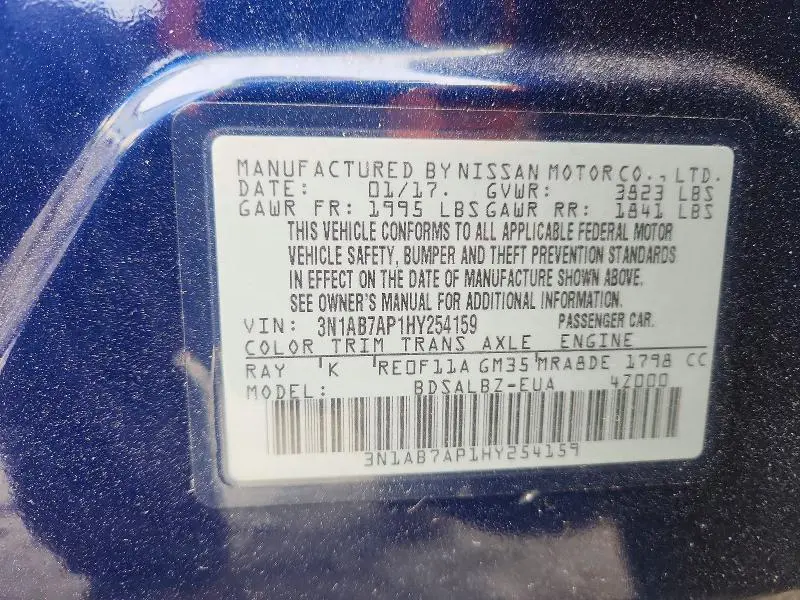 MANUFACTURED BY NISSAN MOTOR CO., LTD.
DATE: 01/17. GVWR: 3823 LBS
GAWR FR: 1995 LBS GAWR RR: 1841 LBS
THIS VEHICLE CONFORMS TO ALL APPLICABLE FEDERAL MOTOR
VEHICLE SAFETY, BUMPER AND THEFT PREVENTION STANDARDS
IN EFFECT ON THE DATE OF MANUFACTURE SHOWN ABOVE.
SEE OWNER'S MANUAL FOR ADDITIONAL INFORMATION.
VIN: 3N1AB7AP1HY254159 PASSENGER CAR.
COLOR TRIM TRANS AXLE ENGINE
RAY K RE0F11A GM35 MRA8DE 1798 CC
MODEL: BDSALBZ-EUA 4Z000
3N1AB7AP1HY254159